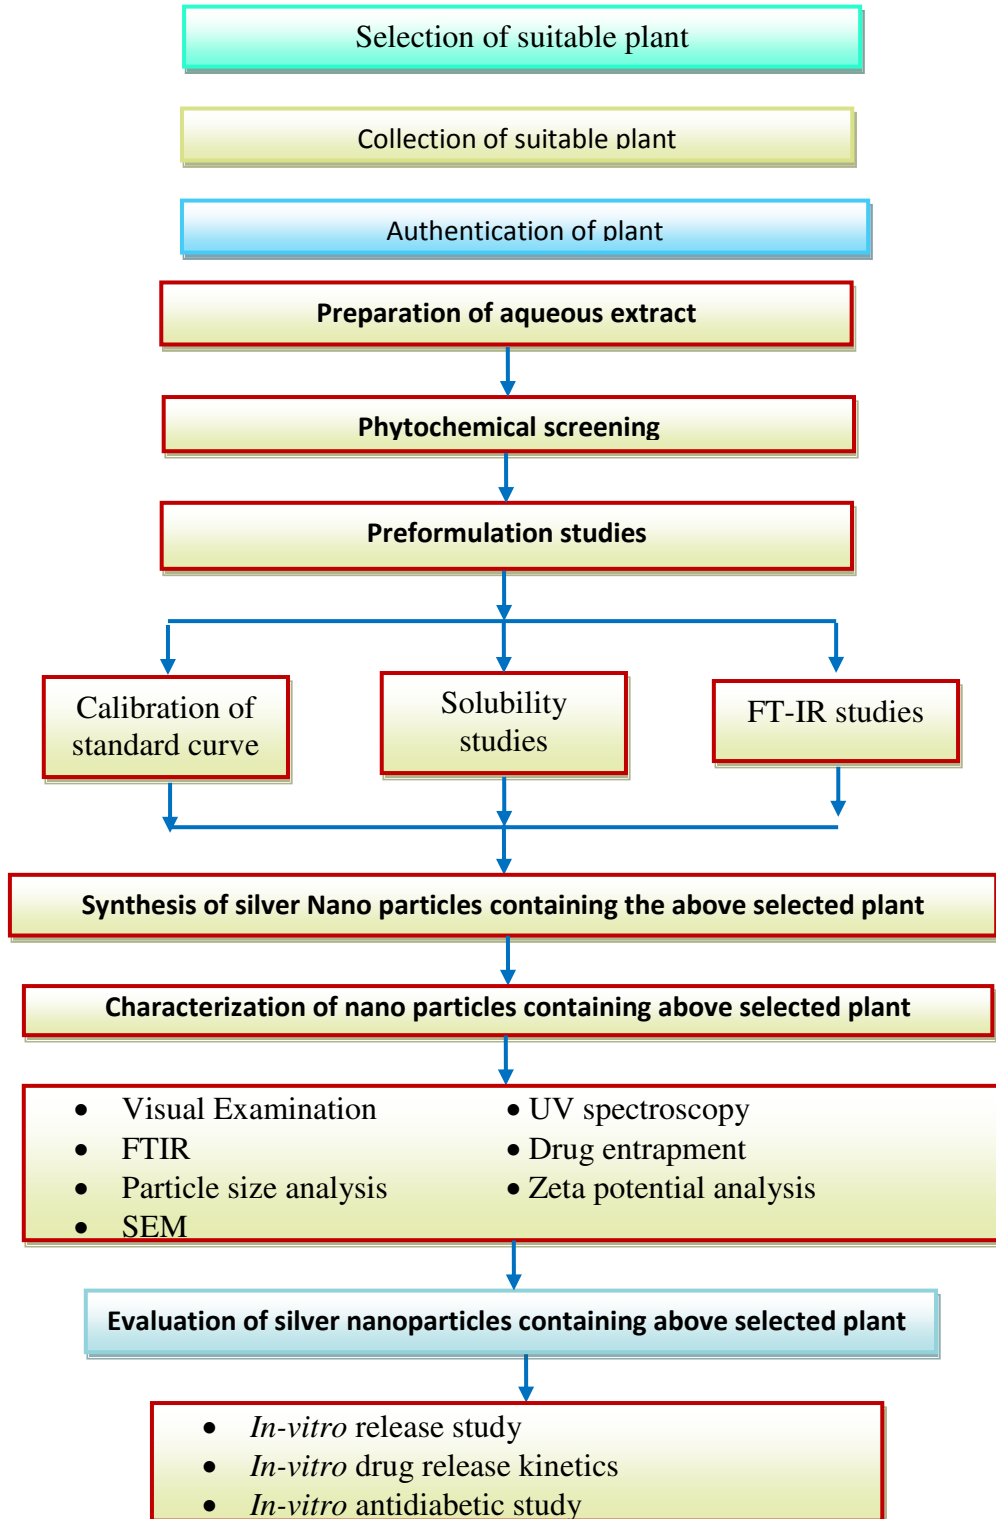 Selection of suitable plant
Collection of suitable plant
Authentication of plant
Preparation of aqueous extract
Phytochemical screening
Preformulation studies
Calibration of
standard curve
Solubility
studies
FT-IR studies
Synthesis of silver Nano particles containing the above selected plant
Characterization of nano particles containing above selected plant
• Visual Examination
• FTIR
• Particle size analysis
• SEM
• UV spectroscopy
• Drug entrapment
• Zeta potential analysis
Evaluation of silver nanoparticles containing above selected plant
• In-vitro release study
• In-vitro drug release kinetics
• In-vitro antidiabetic study